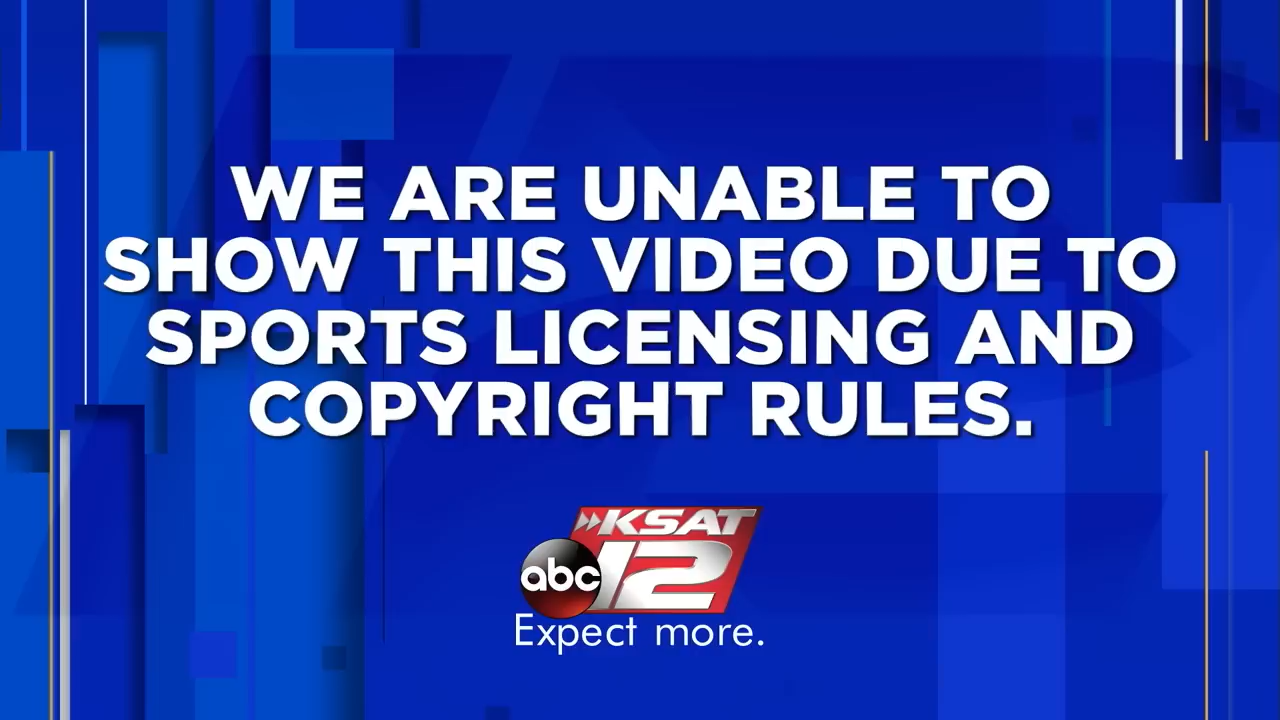 WE ARE UNABLE TO
SHOW THIS VIDEO DUE TO
SPORTS LICENSING AND
COPYRIGHT RULES.
KSAT
abc 12
Expect more.